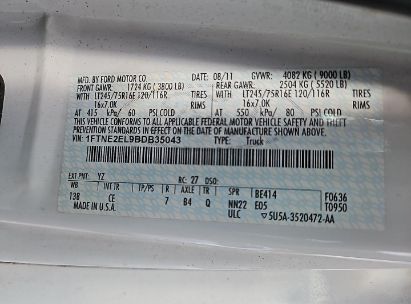 MFD. BY FORD MOTOR CO. DATE: 08/11 GVWR: 4082 KG ( 9000 LB)
FRONT GAWR: 1724 KG ( 3800 LB) REAR GAWR: 2504 KG ( 5520 LB)
WITH WITH
LT245/75R16E 120/116R TIRES LT245/75R16E 120/116R TIRES
16x7.0K RIMS 16x7.0K RIMS
AT 415 kPa/ 60 PSI COLD AT 550 kPa/ 80 PSI COLD
THIS VEHICLE CONFORMS TO ALL APPLICABLE FEDERAL MOTOR VEHICLE SAFETY AND THEFT
PREVENTION STANDARDS IN EFFECT ON THE DATE OF MANUFACTURE SHOWN ABOVE.
VIN: 1FTNE2EL9BDB35043 TYPE: Truck
EXT PNT: YZ RC: 27 DSO:
WB INT TR TP/PS R AXLE TR SPR BE414 F0636
138 CE 7 B4 Q NN22 E05 T0950
MADE IN U.S.A. ULC 5U5A-3520472-AA